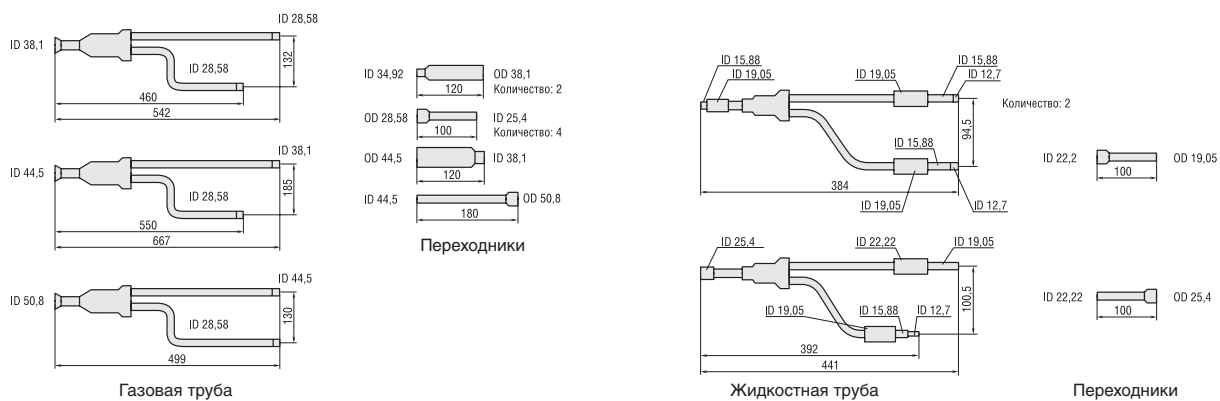 ID 28,58
ID 38,1
ID 28,58
132
460
542
ID 38,1
ID 44,5
ID 28,58
185
550
667
ID 44,5
ID 50,8
ID 28,58
130
499
Газовая труба
ID 34,92
OD 38,1
120
Количество: 2
OD 28,58
ID 25,4
100
Количество: 4
OD 44,5
ID 38,1
120
ID 44,5
OD 50,8
180
Переходники
ID 15,88
ID 19,05
ID 19,05
ID 15,88
ID 12,7
Количество: 2
94,5
ID 15,88
384
ID 19,05
ID 12,7
ID 25,4
ID 22,22
ID 19,05
100,5
ID 19,05
ID 15,88
ID 12,7
392
441
Жидкостная труба
ID 22,2
OD 19,05
100
ID 22,22
OD 25,4
100
Переходники